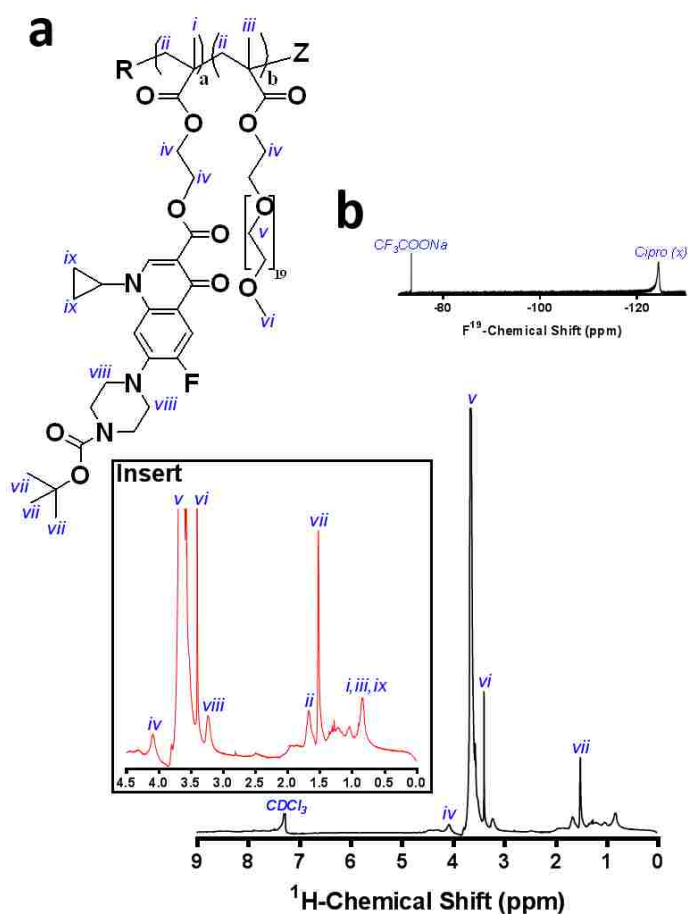 a
i
iii
ii
ii
R
Z
a
b
O
O
O
O
iv
iv
iv
O
O
O
v
19
ix
ix
N
O
O
vi
viii
N
F
viii
N
O
O
vii
vii
vii
b
CF3COONa
Cipro (x)
-80
-100
-120
F19-Chemical Shift (ppm)
v
Insert
v
vi
vii
viii
iv
ii
i,iii,ix
4.5
4.0
3.5
3.0
2.5
2.0
1.5
1.0
0.5
0.0
vi
vii
CDCl3
iv
9
8
7
6
5
4
3
2
1
0
1H-Chemical Shift (ppm)